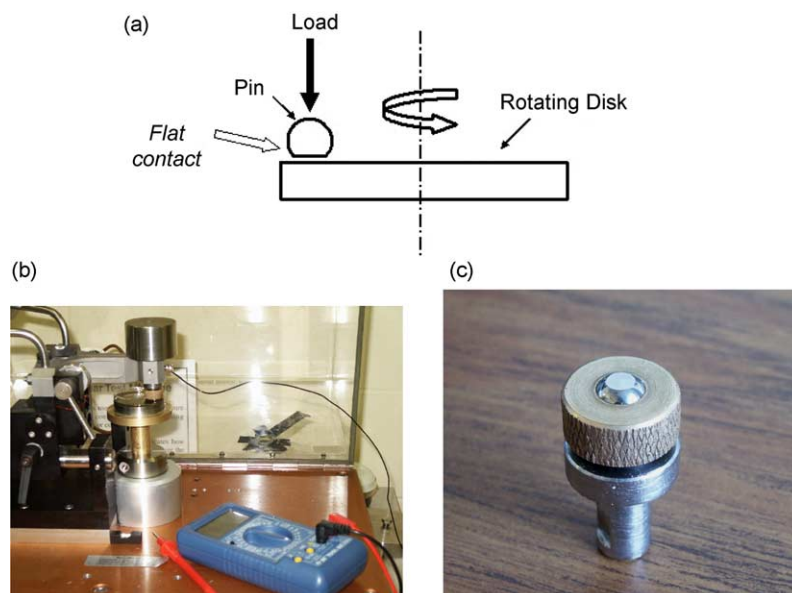 (a)
Load
Pin
Rotating Disk
Flat
contact
(b)
(c)